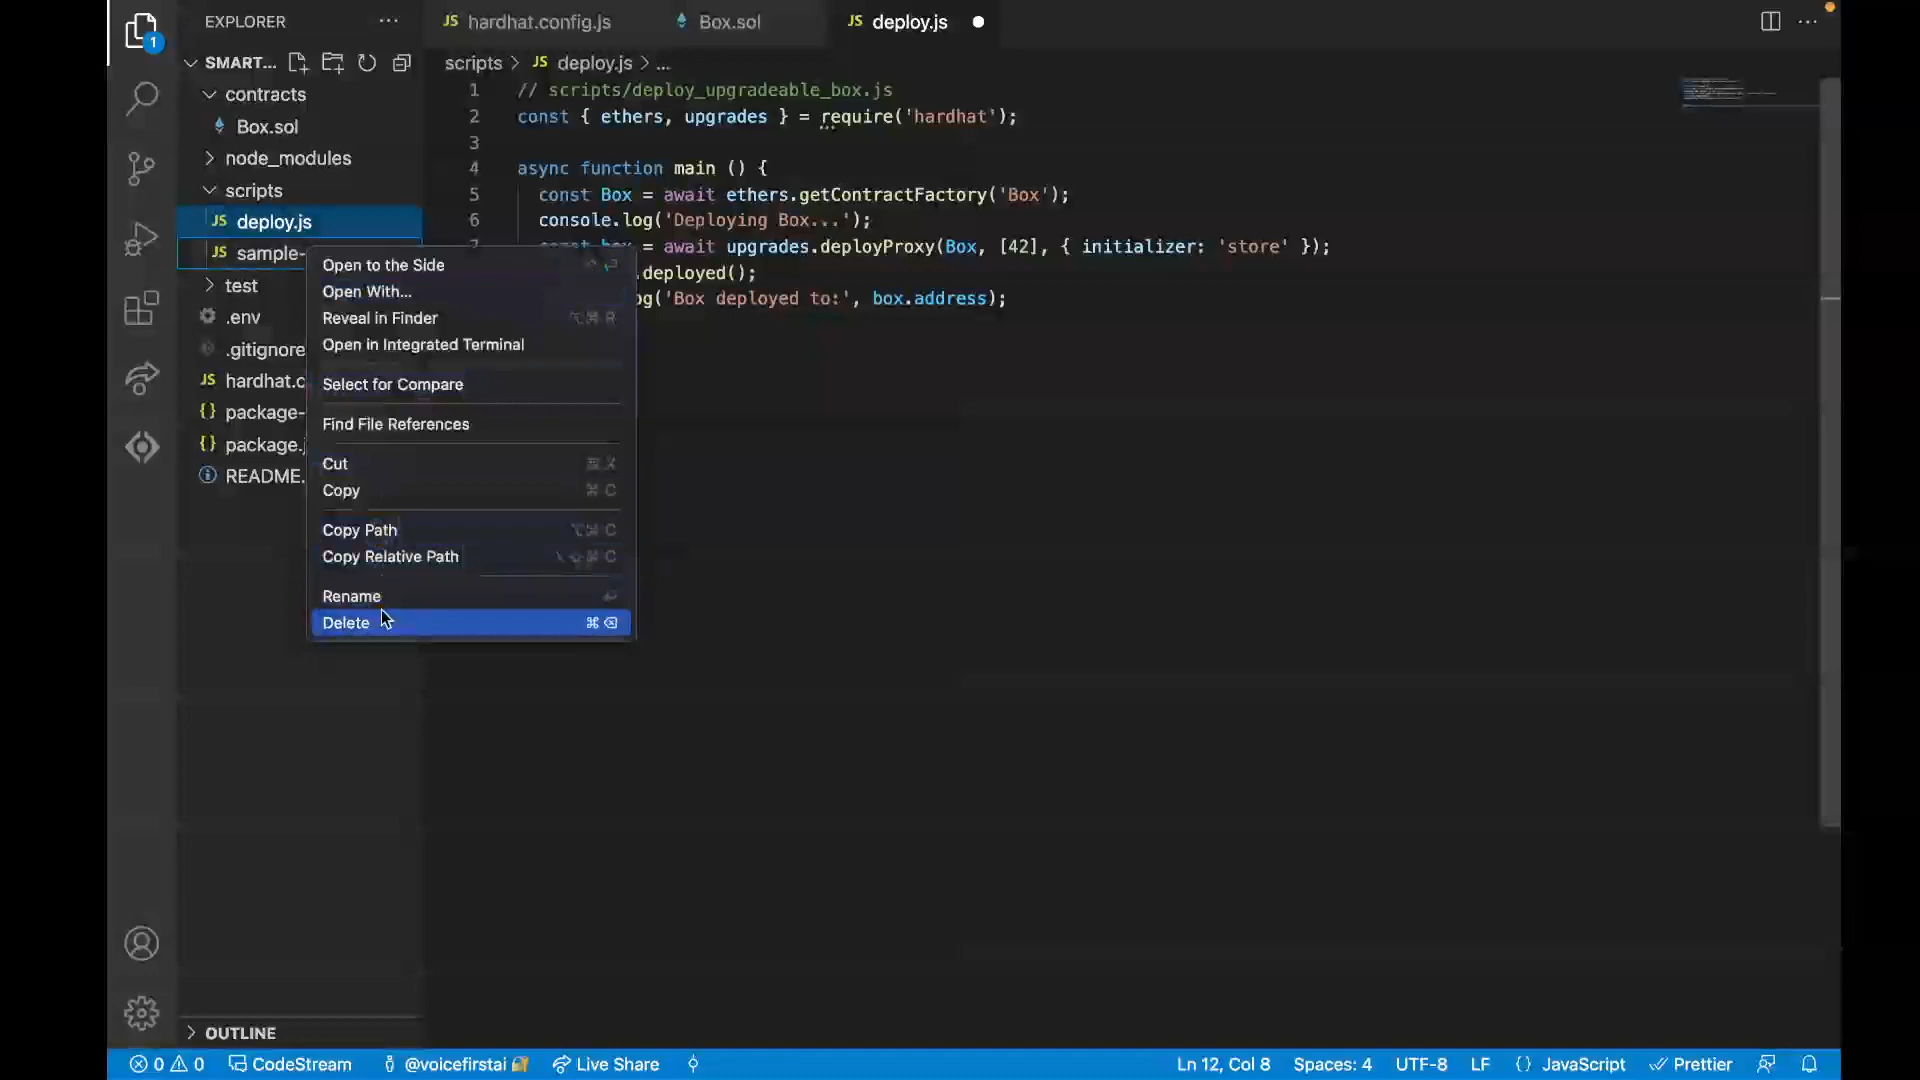 EXPLORER
hardhat.config.js
Box.sol
deploy.js
SMART...
scripts > JS deploy.js > ...
contracts
Box.sol
node_modules
scripts
JS deploy.js
JS sample-
test
.env
.gitignore
JS hardhat.c
{} package-
{} package.j
README.
1 // scripts/deploy_upgradeable_box.js
2 const { ethers, upgrades } = require('hardhat');
3
4 async function main () {
5 const Box = await ethers.getContractFactory('Box');
6 console.log('Deploying Box...');
= await upgrades.deployProxy(Box, [42], { initializer: 'store' });
.deployed();
og('Box deployed to:', box.address);
Open to the Side
Open With...
Reveal in Finder ⌥⌘ R
Open in Integrated Terminal
Select for Compare
Find File References
Cut ⌘ X
Copy ⌘ C
Copy Path ⌥⌘ C
Copy Relative Path ⌥⇧⌘ C
Rename
Delete ⌘ ⌫
OUTLINE
0 0 CodeStream @voicefirstai Live Share
Ln 12, Col 8 Spaces: 4 UTF-8 LF {} JavaScript Prettier
1